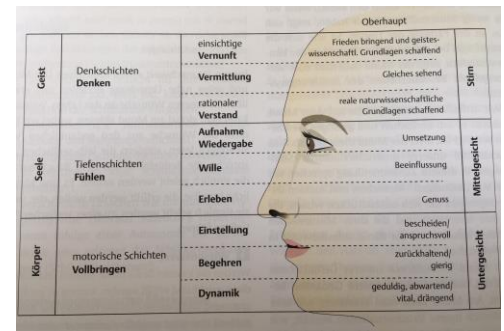 Oberhaupt
Geist
Denkschichten
Denken
einsichtige
Vernunft
Frieden bringend und geistes-
wissenschaftl. Grundlagen schaffend
Vermittlung
Gleiches sehend
rationaler
Verstand
reale naturwissenschaftliche
Grundlagen schaffend
Stirn
Seele
Tiefenschichten
Fühlen
Aufnahme
Wiedergabe
Umsetzung
Wille
Beeinflussung
Erleben
Genuss
Mittelgesicht
Körper
motorische Schichten
Vollbringen
Einstellung
bescheiden/
anspruchsvoll
Begehren
zurückhaltend/
gierig
Dynamik
geduldig, abwartend/
vital, drängend
Untergesicht